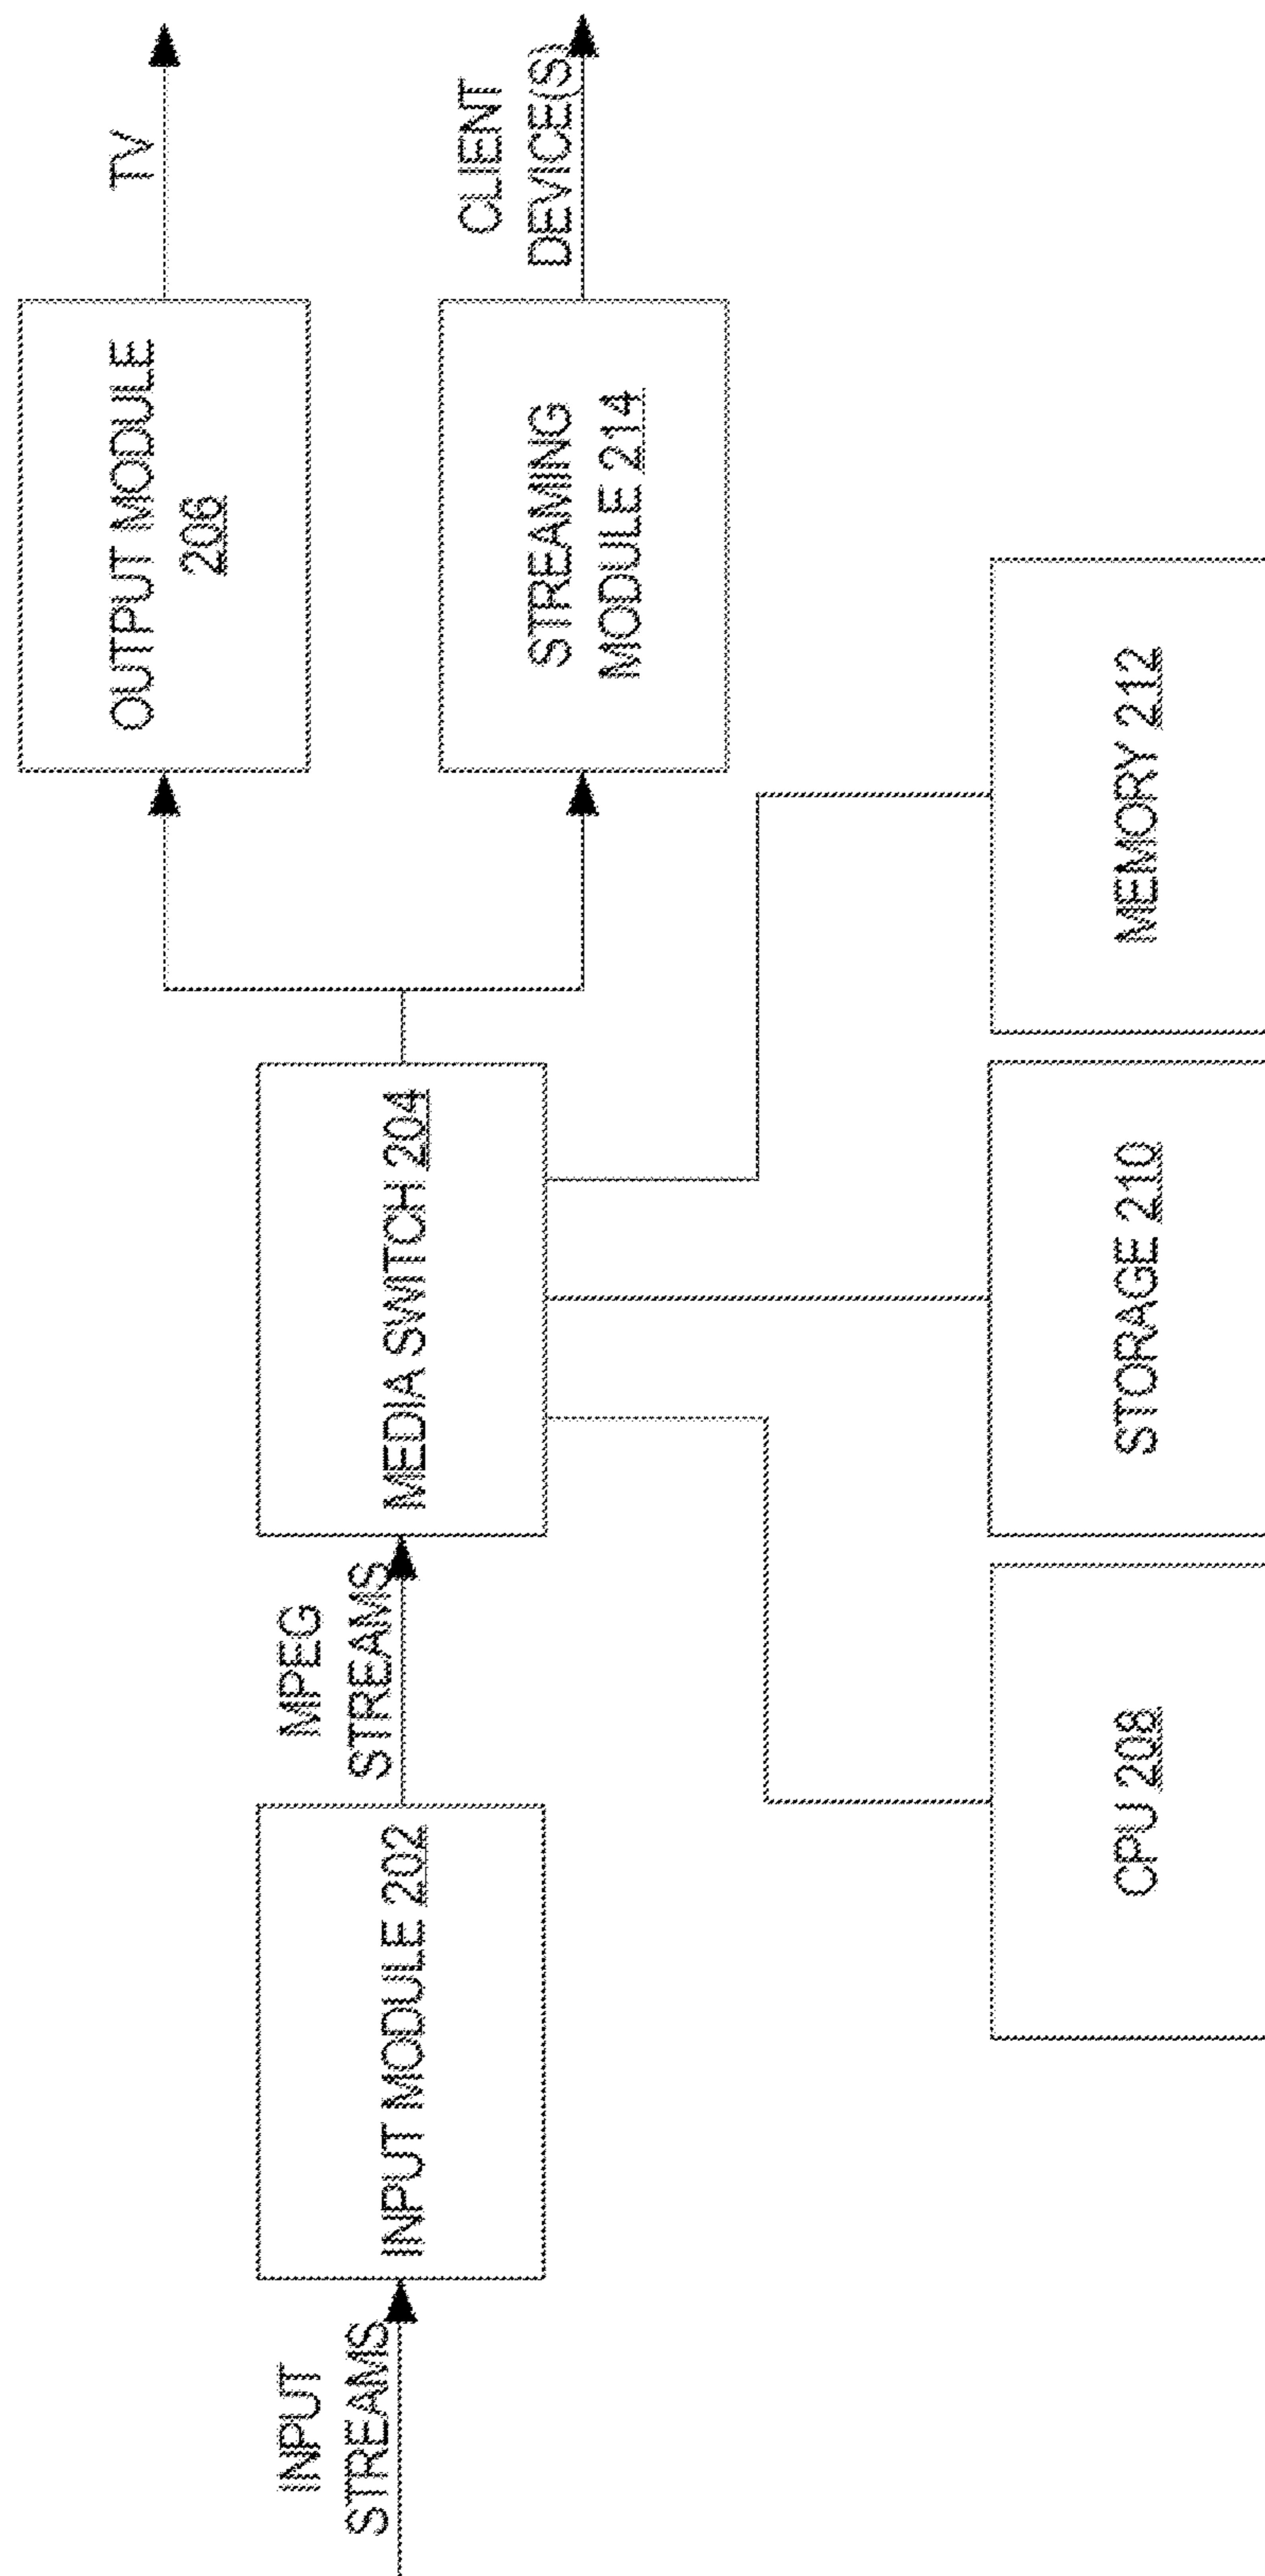 INPUT
STREAMS
INPUT MODULE 202
MPEG
STREAMS
MEDIA SWITCH 204
OUTPUT MODULE
206
TV
STREAMING
MODULE 214
CLIENT
DEVICE(S)
CPU 208
STORAGE 210
MEMORY 212